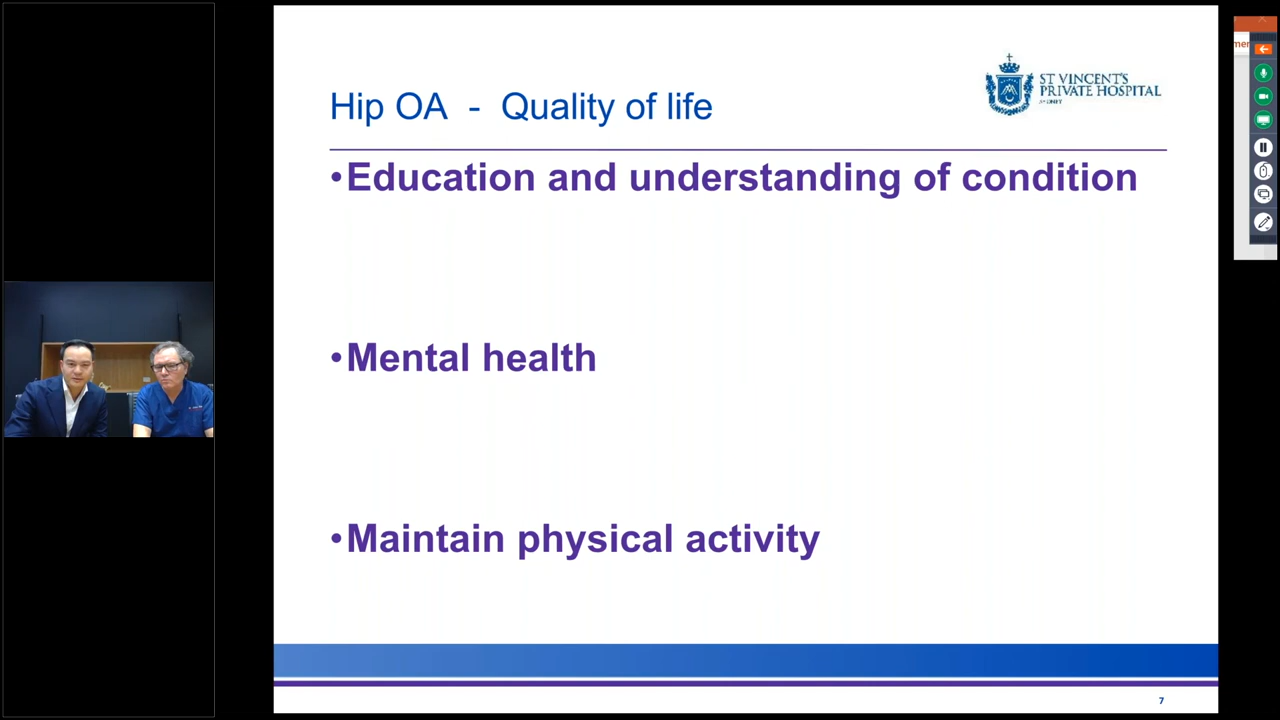 Hip OA - Quality of life
ST VINCENT'S
PRIVATE HOSPITAL
SYDNEY
•Education and understanding of condition
•Mental health
•Maintain physical activity
7